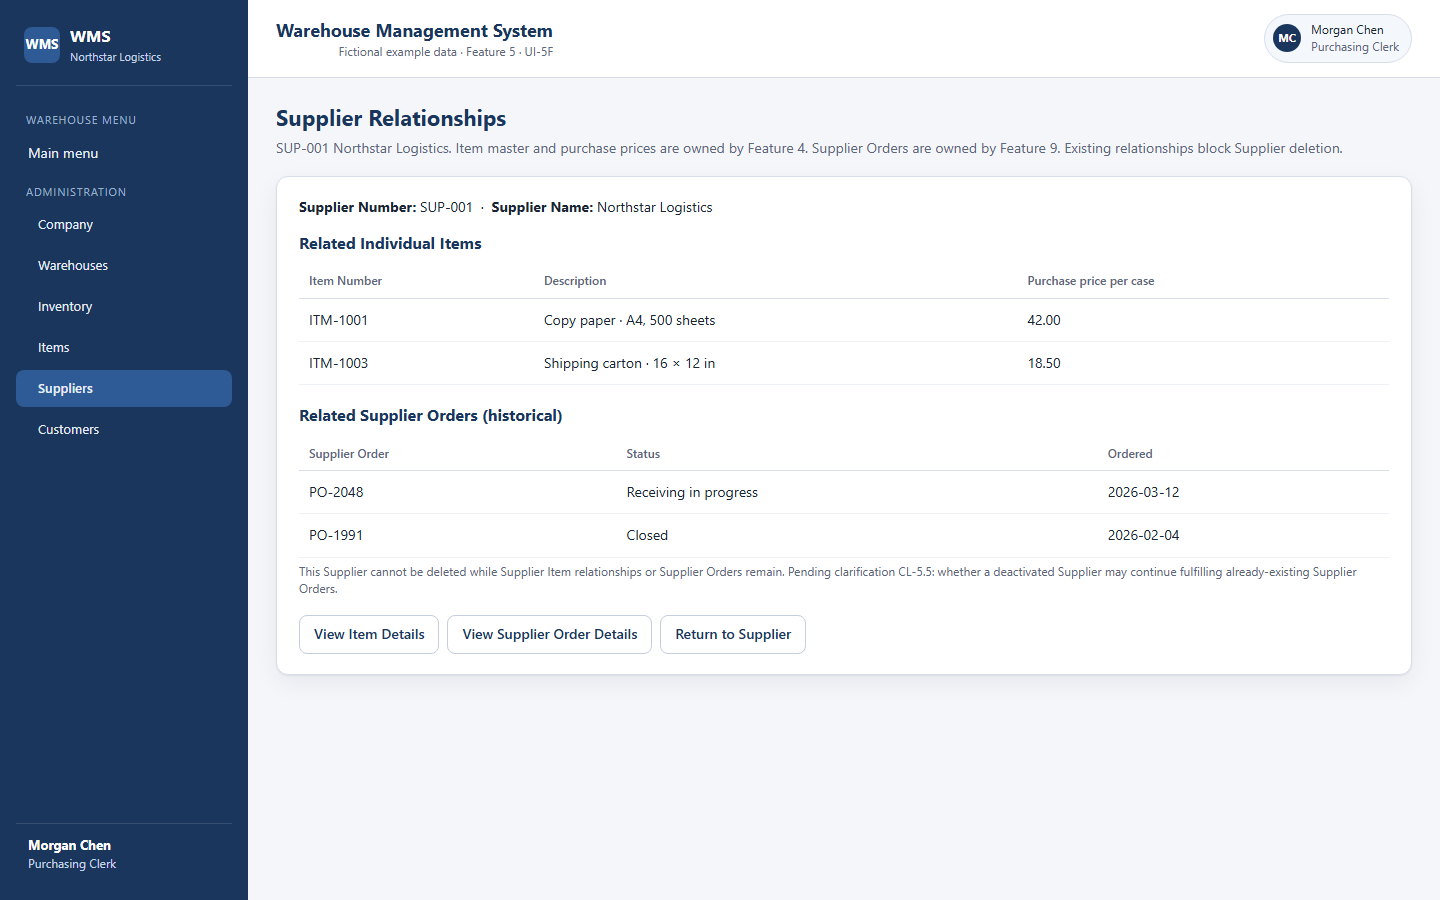 WMS
WMS
Northstar Logistics
WAREHOUSE MENU
Main menu
ADMINISTRATION
Company
Warehouses
Inventory
Items
Suppliers
Customers
Morgan Chen
Purchasing Clerk
Warehouse Management System
Fictional example data · Feature 5 · UI-5F
MC
Morgan Chen
Purchasing Clerk
Supplier Relationships
SUP-001 Northstar Logistics. Item master and purchase prices are owned by Feature 4. Supplier Orders are owned by Feature 9. Existing relationships block Supplier deletion.
Supplier Number: SUP-001 · Supplier Name: Northstar Logistics
Related Individual Items
Item Number Description Purchase price per case
ITM-1001 Copy paper · A4, 500 sheets 42.00
ITM-1003 Shipping carton · 16 × 12 in 18.50
Related Supplier Orders (historical)
Supplier Order Status Ordered
PO-2048 Receiving in progress 2026-03-12
PO-1991 Closed 2026-02-04
This Supplier cannot be deleted while Supplier Item relationships or Supplier Orders remain. Pending clarification CL-5.5: whether a deactivated Supplier may continue fulfilling already-existing Supplier
Orders.
View Item Details View Supplier Order Details Return to Supplier